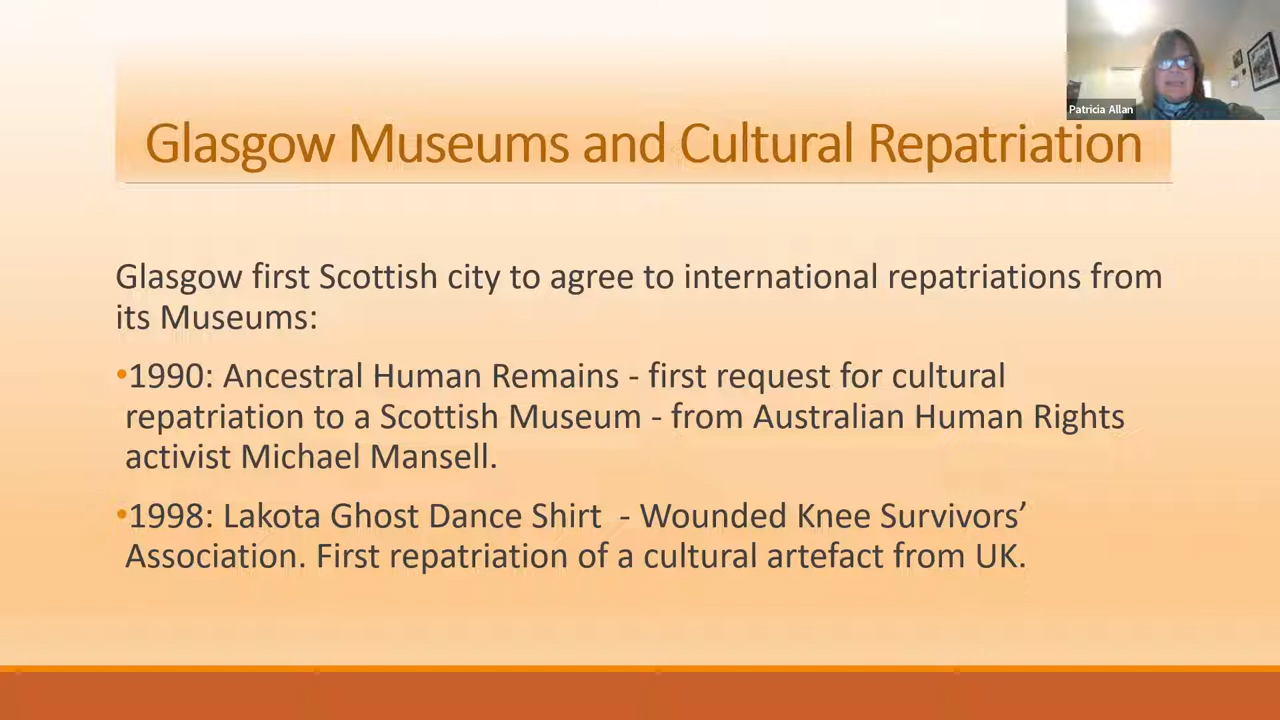 Patricia Allan
Glasgow Museums and Cultural Repatriation
Glasgow first Scottish city to agree to international repatriations from
its Museums:
•1990: Ancestral Human Remains - first request for cultural
repatriation to a Scottish Museum - from Australian Human Rights
activist Michael Mansell.
•1998: Lakota Ghost Dance Shirt  - Wounded Knee Survivors’
Association. First repatriation of a cultural artefact from UK.